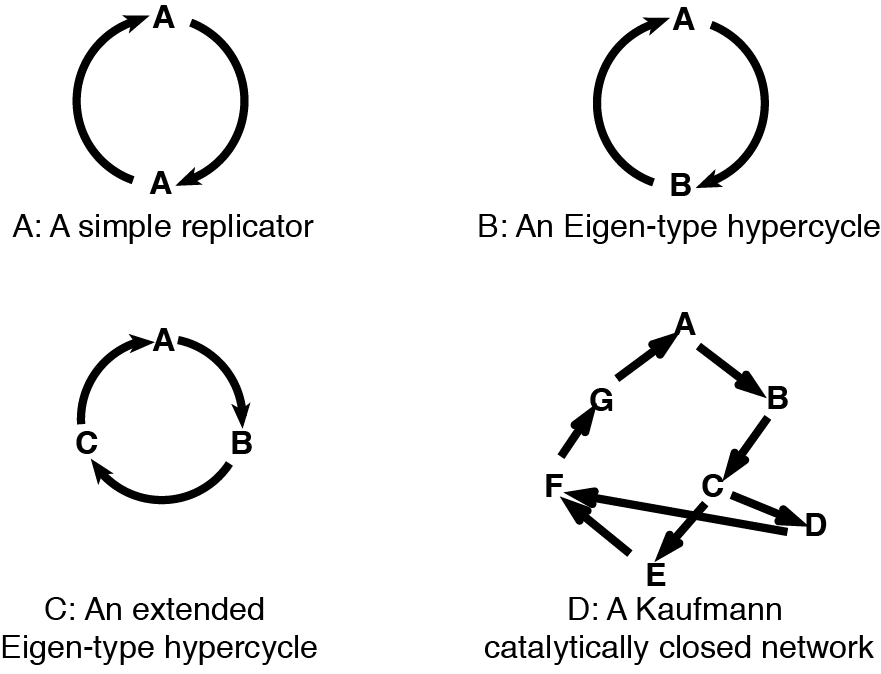 A
A
A: A simple replicator
A
B
B: An Eigen-type hypercycle
A
C
B
C: An extended
Eigen-type hypercycle
A
G
B
F
C
D
E
D: A Kaufmann
catalytically closed network